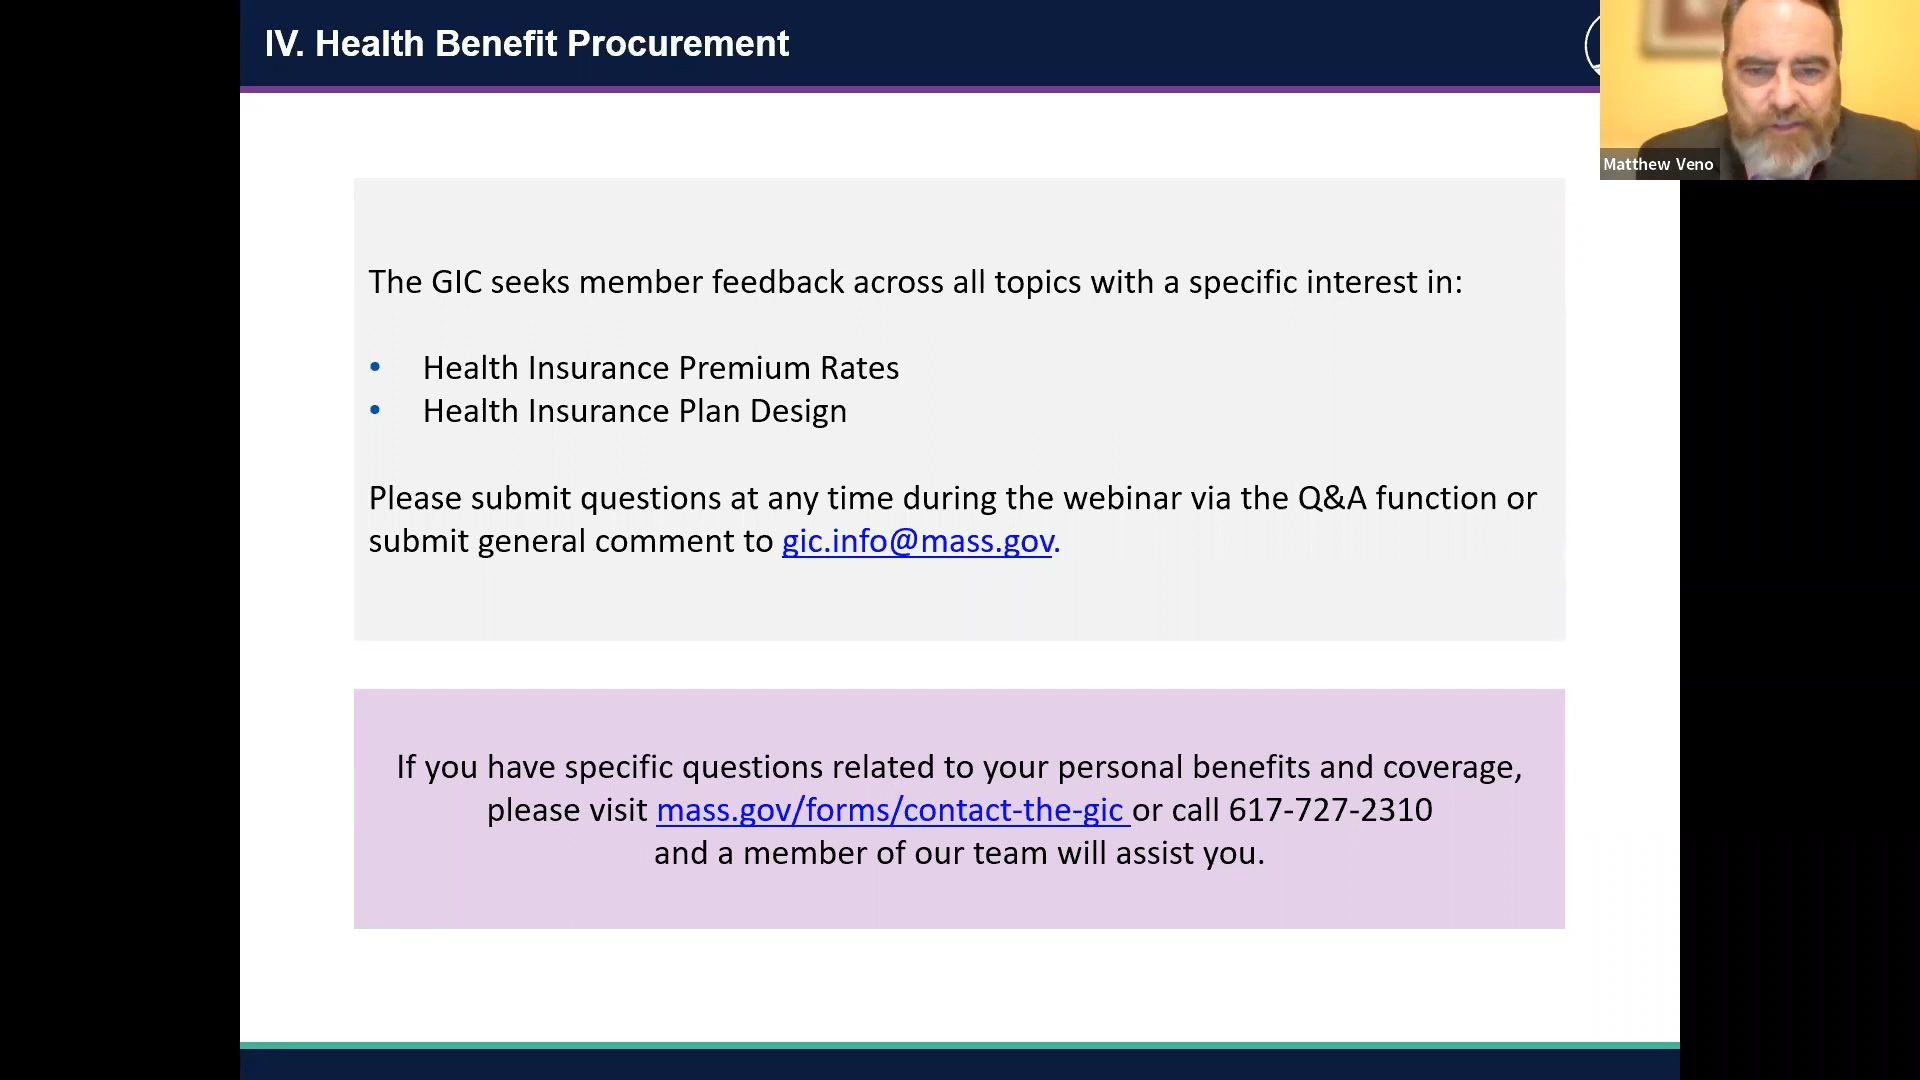 IV. Health Benefit Procurement
Matthew Veno
The GIC seeks member feedback across all topics with a specific interest in:
• Health Insurance Premium Rates
• Health Insurance Plan Design
Please submit questions at any time during the webinar via the Q&A function or
submit general comment to gic.info@mass.gov.
If you have specific questions related to your personal benefits and coverage,
please visit mass.gov/forms/contact-the-gic or call 617-727-2310
and a member of our team will assist you.